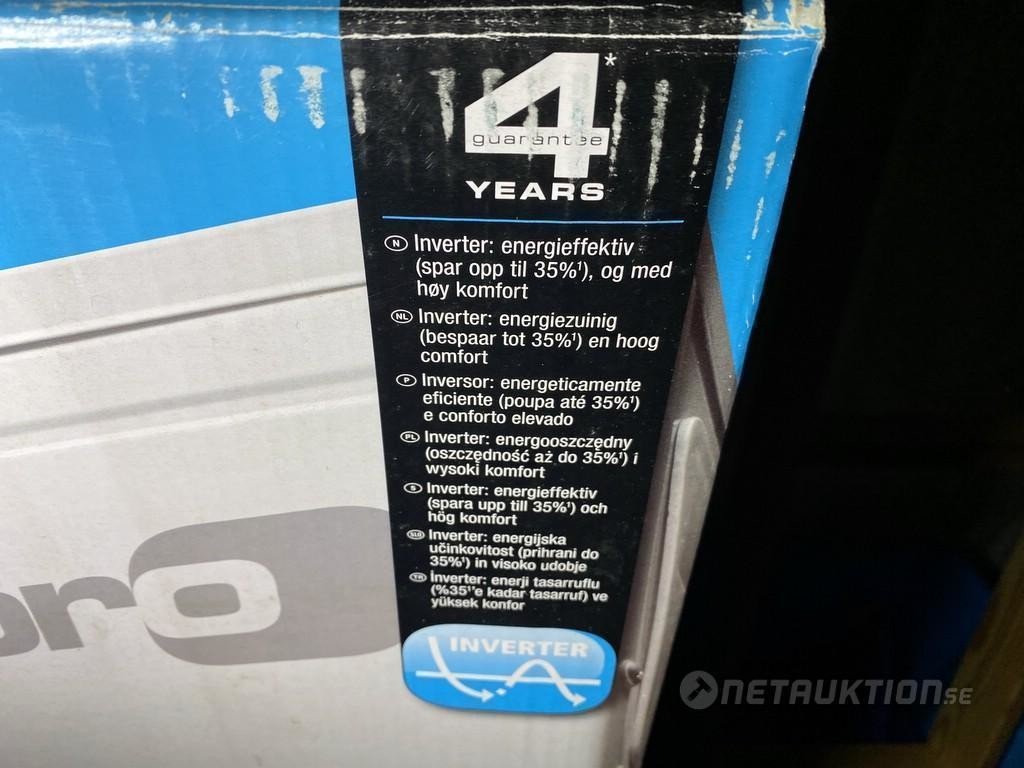 4*
guarantee
YEARS
N Inverter: energieffektiv
(spar opp til 35%¹), og med
høy komfort
NL Inverter: energiezuinig
(bespaar tot 35%¹) en hoog
comfort
P Inversor: energeticamente
eficiente (poupa até 35%¹)
e conforto elevado
PL Inverter: energooszczędny
(oszczędność aż do 35%¹) i
wysoki komfort
S Inverter: energieffektiv
(spara upp till 35%¹) och
hög komfort
SLO Inverter: energijska
učinkovitost (prihrani do
35%¹) in visoko udobje
TR İnverter: enerji tasarruflu
(%35¹'e kadar tasarruf) ve
yüksek konfor
INVERTER
pro
NETAUKTION.SE